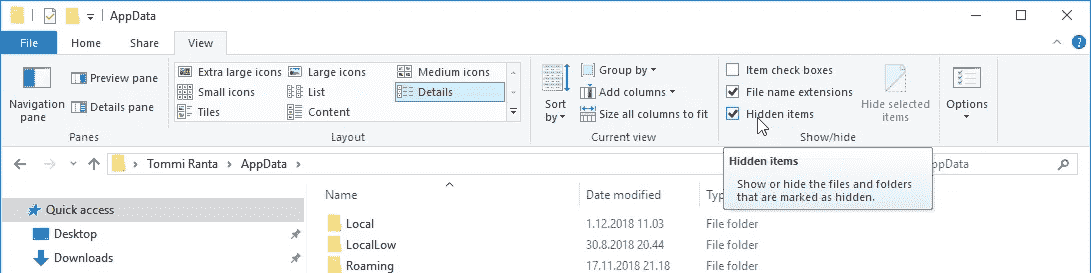 AppData
File Home Share View
Navigation pane
Preview pane
Details pane
Panes
Extra large icons Large icons Medium icons
Small icons List Details
Tiles Content
Layout
Sort by
Group by
Add columns
Size all columns to fit
Current view
Item check boxes
File name extensions
Hidden items
Hide selected items
Show/hide
Options
Tommi Ranta AppData
Hidden items
Show or hide the files and folders
that are marked as hidden.
Name Date modified
Quick access
Desktop
Downloads
Local 1.12.2018 11.03 File folder
LocalLow 30.8.2018 20.44 File folder
Roaming 17.11.2018 21.18 File folder